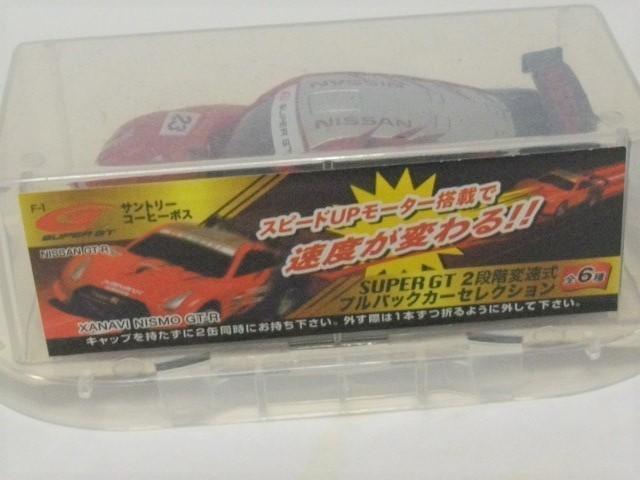 NISSAN
NISSAN
SUPER GT
23
F-1
サントリー
コーヒーボス
SUPER GT
NISSAN GT-R
スピードUPモーター搭載で
速度が変わる!!
SUPER GT 2段階変速式
プルバックカーセレクション
全6種
XANAVI NISMO GT-R
キャップを持たずに2缶同時にお持ち下さい。外す際は1本ずつ折るように外して下さい。